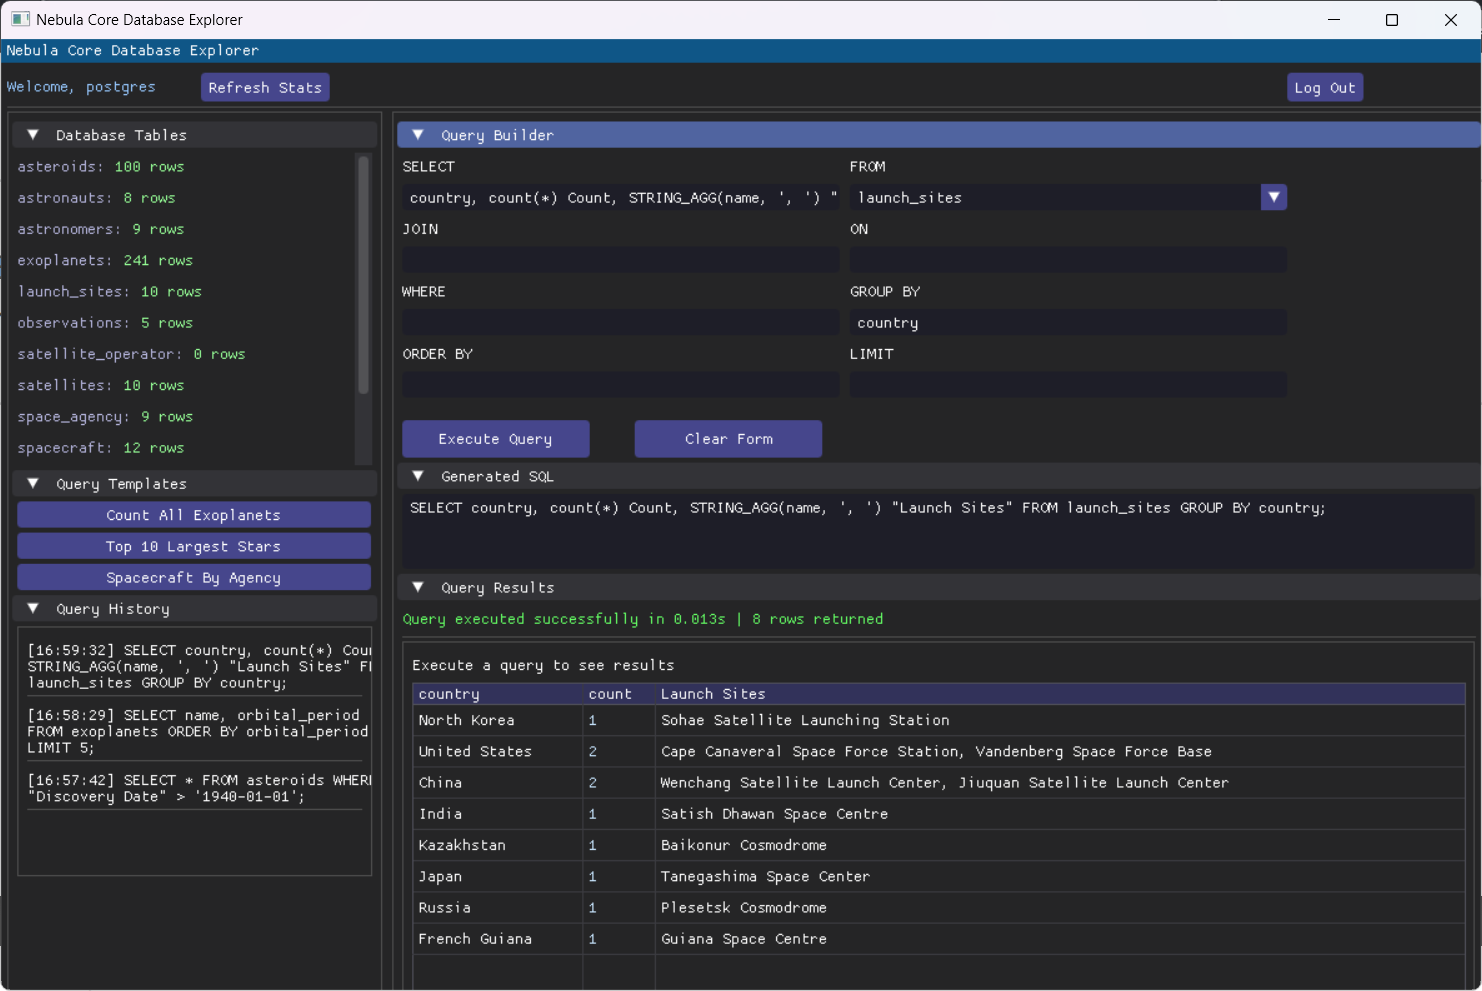 Nebula Core Database Explorer
Nebula Core Database Explorer
Welcome, postgres
Refresh Stats
Log Out
Database Tables
asteroids: 100 rows
astronauts: 8 rows
astronomers: 9 rows
exoplanets: 241 rows
launch_sites: 10 rows
observations: 5 rows
satellite_operator: 0 rows
satellites: 10 rows
space_agency: 9 rows
spacecraft: 12 rows
Query Templates
Count All Exoplanets
Top 10 Largest Stars
Spacecraft By Agency
Query History
[16:59:32] SELECT country, count(*) Cou
STRING_AGG(name, ', ') "Launch Sites" F
launch_sites GROUP BY country;
[16:58:29] SELECT name, orbital_period
FROM exoplanets ORDER BY orbital_period
LIMIT 5;
[16:57:42] SELECT * FROM asteroids WHER
"Discovery Date" > '1940-01-01';
Query Builder
SELECT
FROM
country, count(*) Count, STRING_AGG(name, ', ') "
launch_sites
JOIN
ON
WHERE
GROUP BY
country
ORDER BY
LIMIT
Execute Query
Clear Form
Generated SQL
SELECT country, count(*) Count, STRING_AGG(name, ', ') "Launch Sites" FROM launch_sites GROUP BY country;
Query Results
Query executed successfully in 0.013s | 8 rows returned
Execute a query to see results
country count Launch Sites
North Korea 1 Sohae Satellite Launching Station
United States 2 Cape Canaveral Space Force Station, Vandenberg Space Force Base
China 2 Wenchang Satellite Launch Center, Jiuquan Satellite Launch Center
India 1 Satish Dhawan Space Centre
Kazakhstan 1 Baikonur Cosmodrome
Japan 1 Tanegashima Space Center
Russia 1 Plesetsk Cosmodrome
French Guiana 1 Guiana Space Centre